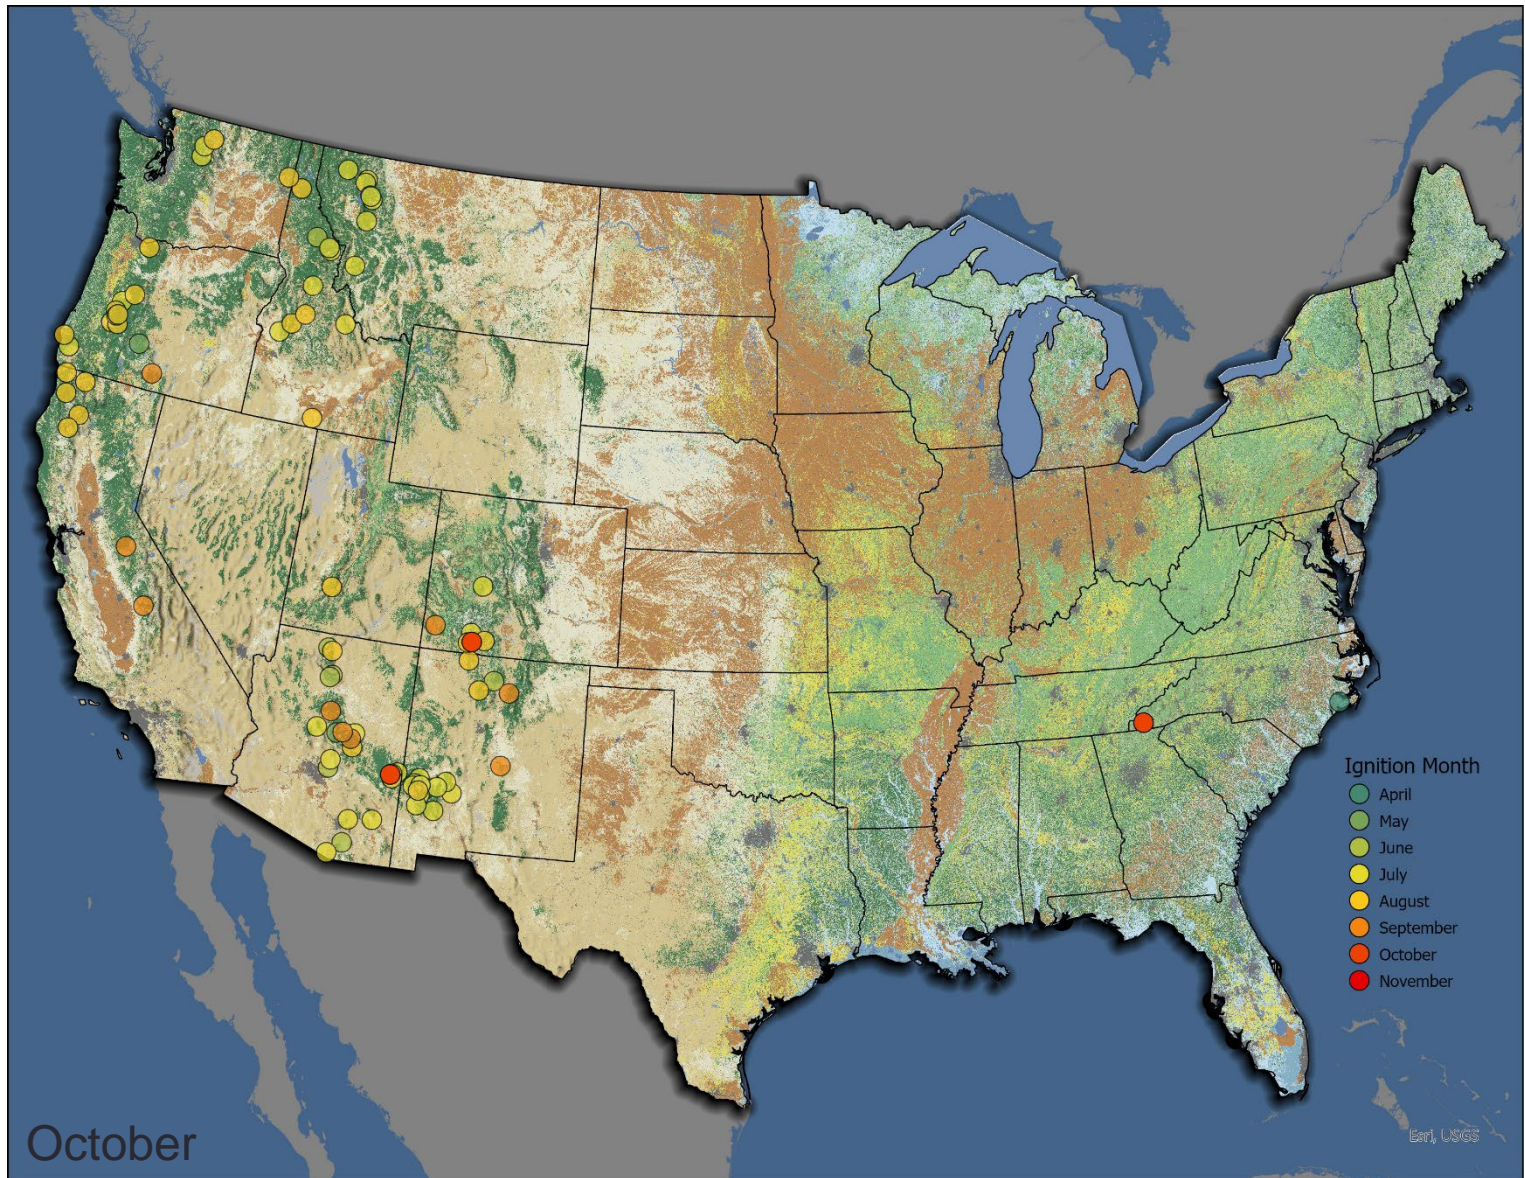 Ignition Month
April
May
June
July
August
September
October
November
October
Esri, USGS